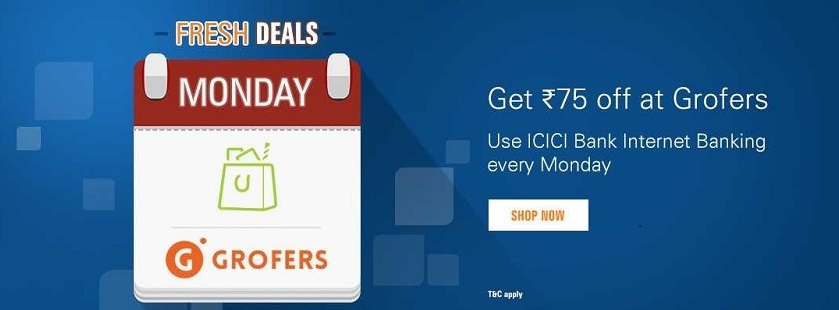 FRESH DEALS
MONDAY
G GROFERS
Get ₹75 off at Grofers
Use ICICI Bank Internet Banking
every Monday
SHOP NOW
T&C apply